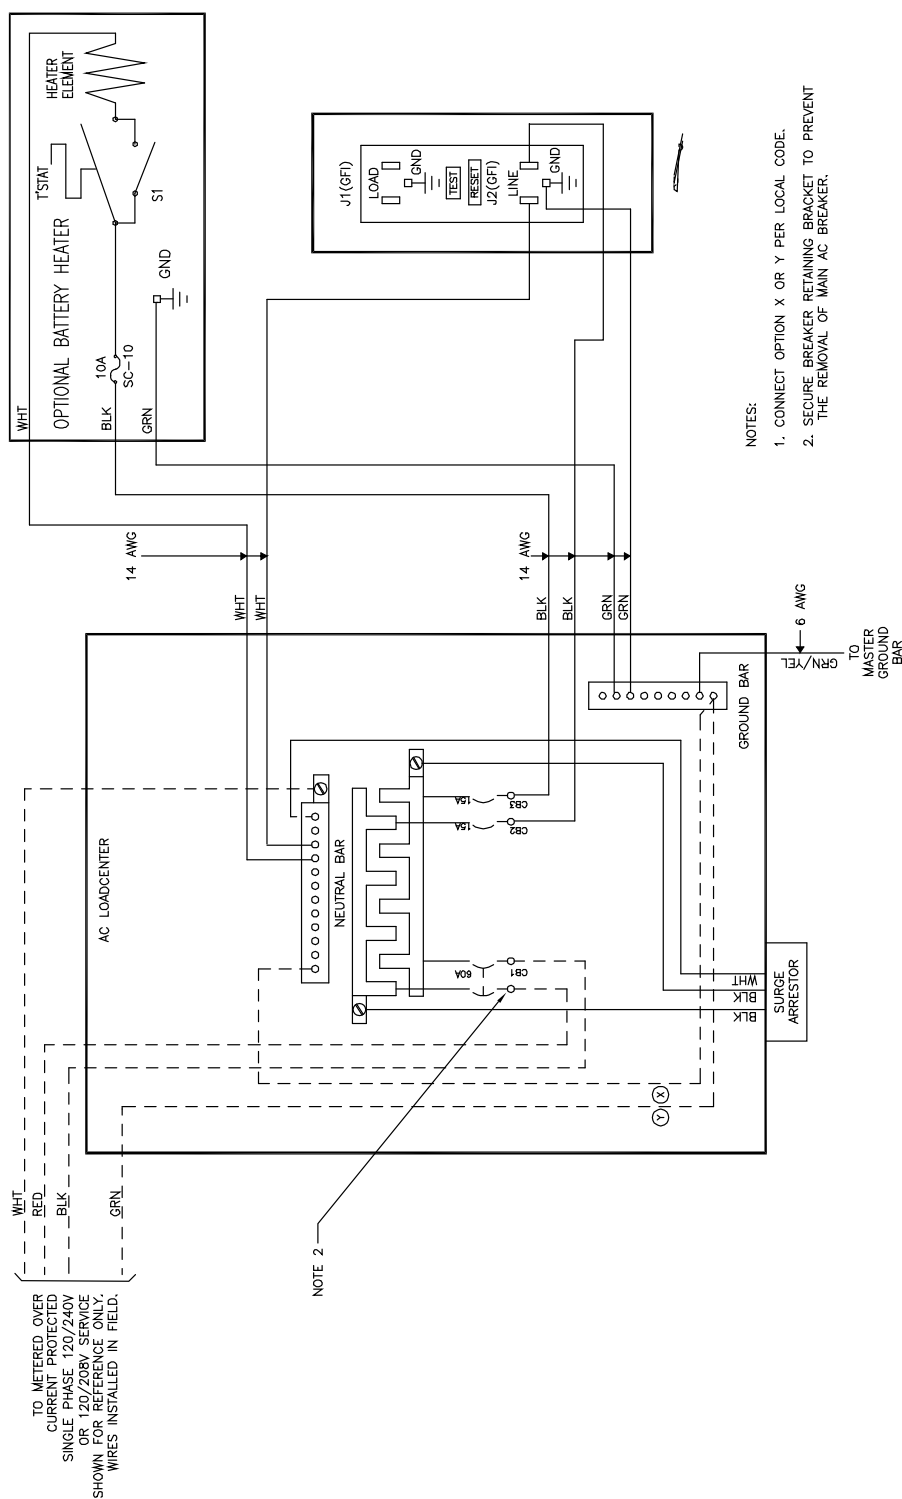 TO METERED OVER
CURRENT PROTECTED
SINGLE PHASE 120/240V
OR 120/208V SERVICE
SHOWN FOR REFERENCE ONLY.
WIRES INSTALLED IN FIELD.
WHT
RED
BLK
GRN
NOTE 2
AC LOADCENTER
NEUTRAL BAR
60A
CB1
15A
CB2
15A
CB3
Y
X
GROUND BAR
BLK
BLK
WHT
SURGE
ARRESTOR
GRN/YEL
6 AWG
TO
MASTER
GROUND
BAR
WHT
WHT
14 AWG
BLK
BLK
GRN
GRN
14 AWG
WHT
BLK
GRN
OPTIONAL BATTERY HEATER
10A
SC-10
GND
T'STAT
S1
HEATER
ELEMENT
J1(GFI)
LOAD
GND
TEST
RESET
J2(GFI)
LINE
GND
NOTES:
1. CONNECT OPTION X OR Y PER LOCAL CODE.
2. SECURE BREAKER RETAINING BRACKET TO PREVENT
THE REMOVAL OF MAIN AC BREAKER.